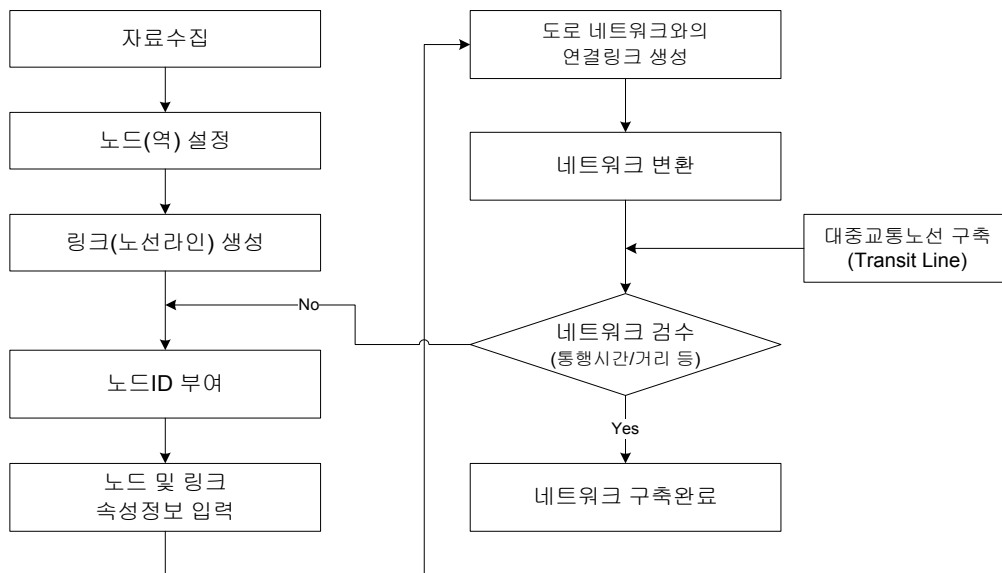 자료수집
노드(역) 설정
링크(노선라인) 생성
No
노드ID 부여
노드 및 링크
속성정보 입력
도로 네트워크와의
연결링크 생성
네트워크 변환
대중교통노선 구축
(Transit Line)
네트워크 검수
(통행시간/거리 등)
Yes
네트워크 구축완료